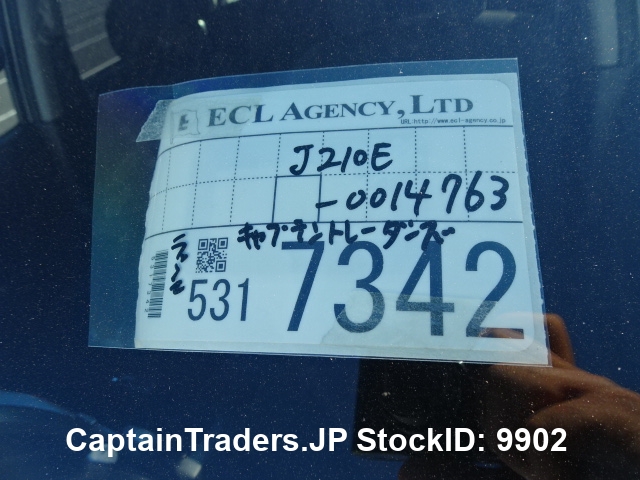 E ECL AGENCY, LTD
URL:http://www.ecl-agency.co.jp
J210E
-0014763
キャプテントレーダーズ
531 7342
CaptainTraders.JP StockID: 9902